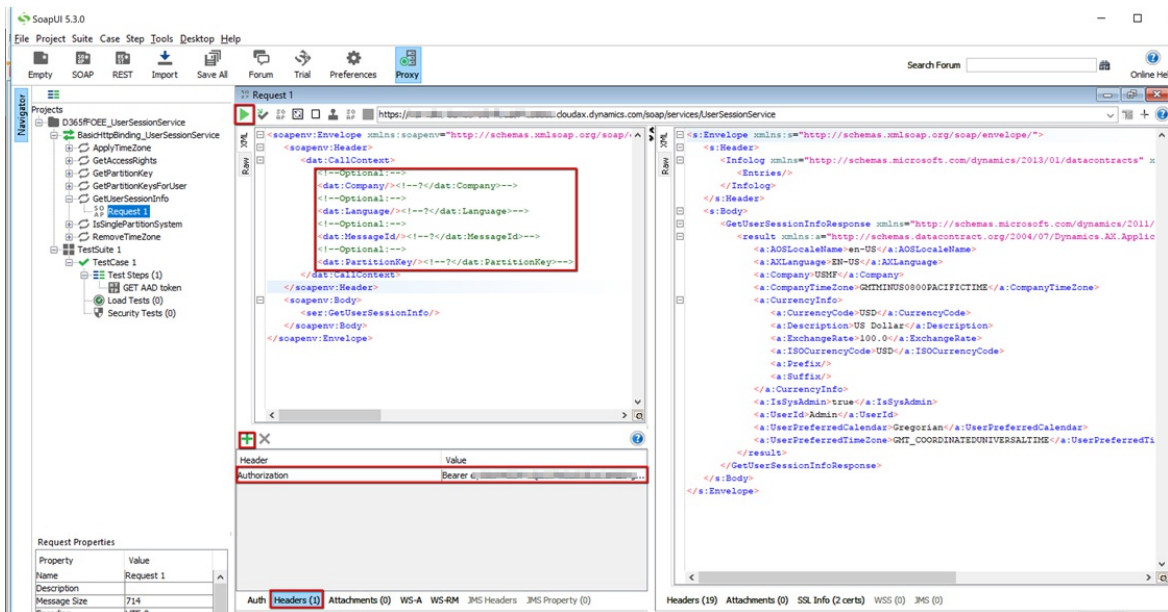 SoapUI 5.3.0
File Project Suite Case Step Tools Desktop Help
Empty SOAP REST Import Save All Forum Trial Preferences Proxy
Search Forum
Online Hel
Navigator
Projects
D365fFOEE_UserSessionService
BasicHttpBinding_UserSessionService
ApplyTimeZone
GetAccessRights
GetPartitionKey
GetPartitionKeysForUser
GetUserSessionInfo
Request 1
IsSinglePartitionSystem
RemoveTimeZone
TestSuite 1
TestCase 1
Test Steps (1)
GET AAD token
Load Tests (0)
Security Tests (0)
Request Properties
Property Value
Name Request 1
Description
Message Size 714
Request 1
https:// .cloudax.dynamics.com/soap/services/UserSessionService
XML
Raw
<soapenv:Envelope xmlns:soapenv="http://schemas.xmlsoap.org/soap/
<soapenv:Header>
<dat:CallContext>
<!--Optional:-->
<dat:Company/><!--?</dat:Company>-->
<!--Optional:-->
<dat:Language/><!--?</dat:Language>-->
<!--Optional:-->
<dat:MessageId/><!--?</dat:MessageId>-->
<!--Optional:-->
<dat:PartitionKey/><!--?</dat:PartitionKey>-->
</dat:CallContext>
</soapenv:Header>
<soapenv:Body>
<ser:GetUserSessionInfo/>
</soapenv:Body>
</soapenv:Envelope>
Header Value
Authorization Bearer
Auth Headers (1) Attachments (0) WS-A WS-RM JMS Headers JMS Property (0)
XML
Raw
<s:Envelope xmlns:s="http://schemas.xmlsoap.org/soap/envelope/">
<s:Header>
<Infolog xmlns="http://schemas.microsoft.com/dynamics/2013/01/datacontracts" x
<Entries/>
</Infolog>
</s:Header>
<s:Body>
<GetUserSessionInfoResponse xmlns="http://schemas.microsoft.com/dynamics/2011/
<result xmlns:a="http://schemas.datacontract.org/2004/07/Dynamics.AX.Applic
<a:AOSLocaleName>en-US</a:AOSLocaleName>
<a:AXLanguage>EN-US</a:AXLanguage>
<a:Company>USMF</a:Company>
<a:CompanyTimeZone>GMTMINUS0800PACIFICTIME</a:CompanyTimeZone>
<a:CurrencyInfo>
<a:CurrencyCode>USD</a:CurrencyCode>
<a:Description>US Dollar</a:Description>
<a:ExchangeRate>100.0</a:ExchangeRate>
<a:ISOCurrencyCode>USD</a:ISOCurrencyCode>
<a:Prefix/>
<a:Suffix/>
</a:CurrencyInfo>
<a:IsSysAdmin>true</a:IsSysAdmin>
<a:UserId>Admin</a:UserId>
<a:UserPreferredCalendar>Gregorian</a:UserPreferredCalendar>
<a:UserPreferredTimeZone>GMT_COORDINATEDUNIVERSALTIME</a:UserPreferredTi
</result>
</GetUserSessionInfoResponse>
</s:Body>
</s:Envelope>
Headers (19) Attachments (0) SSL Info (2 certs) WSS (0) JMS (0)